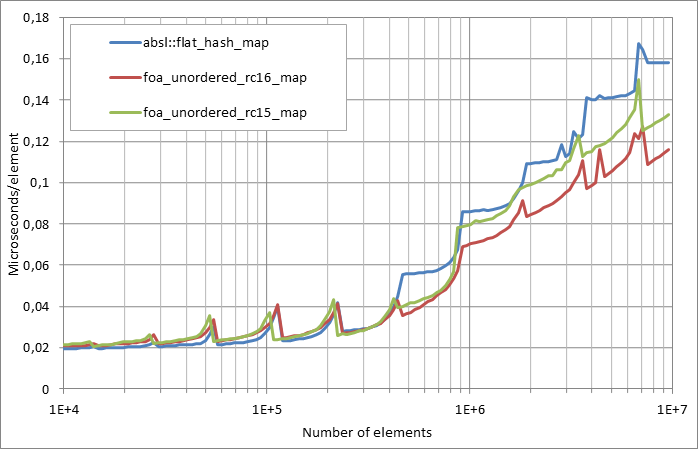 0,18
0,16
0,14
0,12
0,1
0,08
0,06
0,04
0,02
0
Microseconds/element
absl::flat_hash_map
foa_unordered_rc16_map
foa_unordered_rc15_map
1E+4 1E+5 1E+6 1E+7
Number of elements